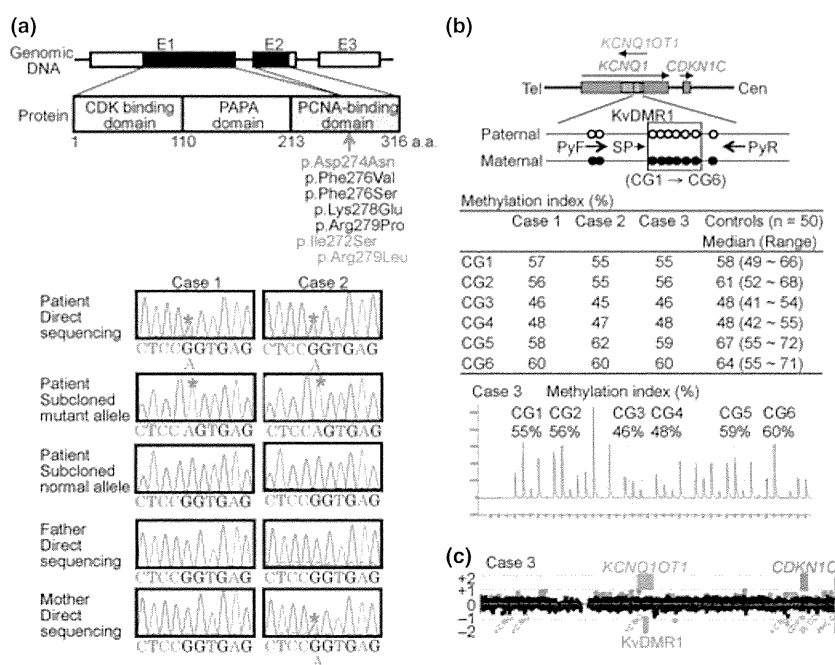 (a)
E1 E2 E3
Genomic
DNA
Protein
CDK binding
domain
PAPA
domain
PCNA-binding
domain
1 110 213 316 a.a.
p.Asp274Asn
p.Phe276Val
p.Phe276Ser
p.Lys278Glu
p.Arg279Pro
p.Ile272Ser
p.Arg279Leu
Case 1 Case 2
Patient
Direct
sequencing
*
*
CTCCGGTGAG CTCCGGTGAG
A A
Patient
Subcloned
mutant allele
*
*
CTCCAGTGAG CTCCAGTGAG
Patient
Subcloned
normal allele
CTCCGGTGAG CTCCGGTGAG
Father
Direct
sequencing
CTCCGGTGAG CTCCGGTGAG
Mother
Direct
sequencing
*
CTCCGGTGAG CTCCGGTGAG
A
(b)
KCNQ1OT1
KCNQ1 CDKN1C
Tel Cen
KvDMR1
Paternal
PyF SP PyR
Maternal
(CG1 → CG6)
Methylation index (%)
Case 1 Case 2 Case 3 Controls (n = 50)
Median (Range)
CG1 57 55 55 58 (49 ~ 66)
CG2 56 55 56 61 (52 ~ 68)
CG3 46 45 46 48 (41 ~ 54)
CG4 48 47 48 48 (42 ~ 55)
CG5 58 62 59 67 (55 ~ 72)
CG6 60 60 60 64 (55 ~ 71)
Case 3 Methylation index (%)
CG1 CG2 CG3 CG4 CG5 CG6
55% 56% 46% 48% 59% 60%
(c)
Case 3
KCNQ1OT1 CDKN1C
+2
+1
0
−1
−2
KvDMR1